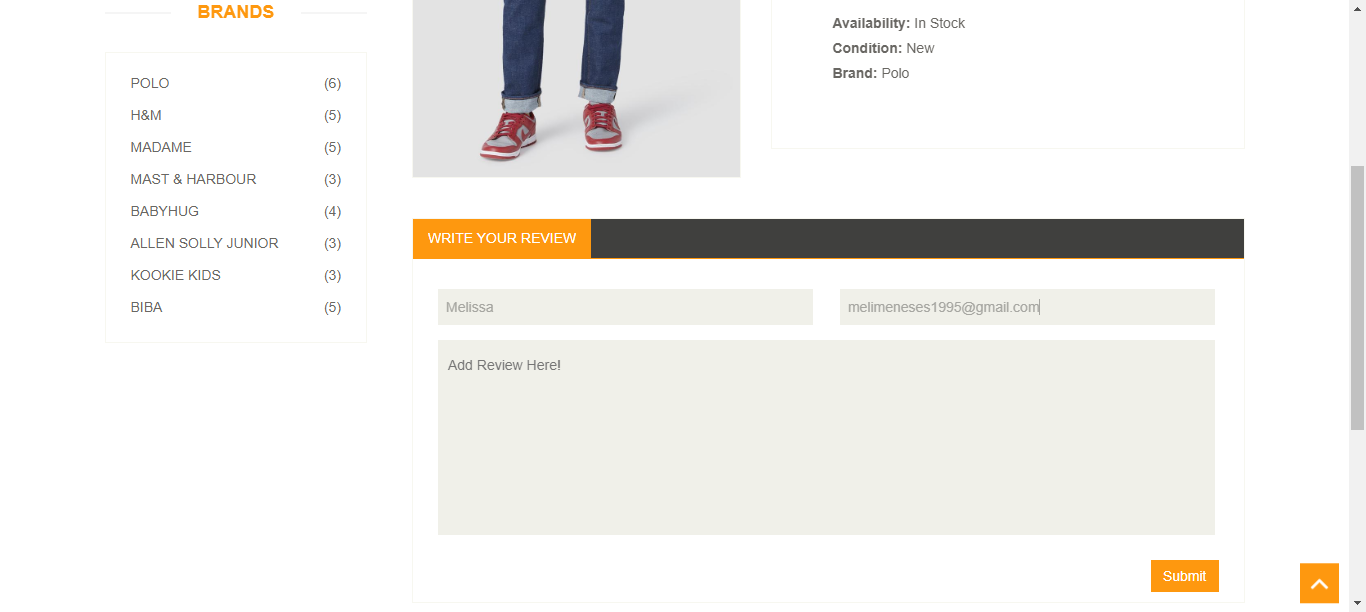 BRANDS
POLO (6)
H&M (5)
MADAME (5)
MAST & HARBOUR (3)
BABYHUG (4)
ALLEN SOLLY JUNIOR (3)
KOOKIE KIDS (3)
BIBA (5)
Availability: In Stock
Condition: New
Brand: Polo
WRITE YOUR REVIEW
Melissa
melimeneses1995@gmail.com
Add Review Here!
Submit